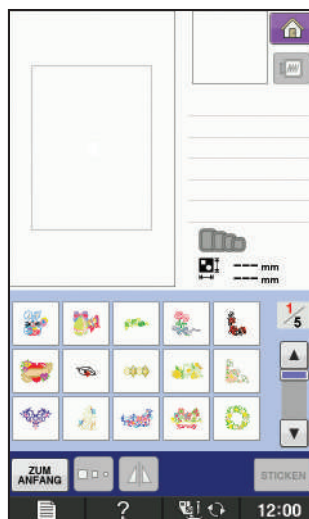 --- mm
--- mm
1/5
ZUM
ANFANG
STICKEN
?
12:00